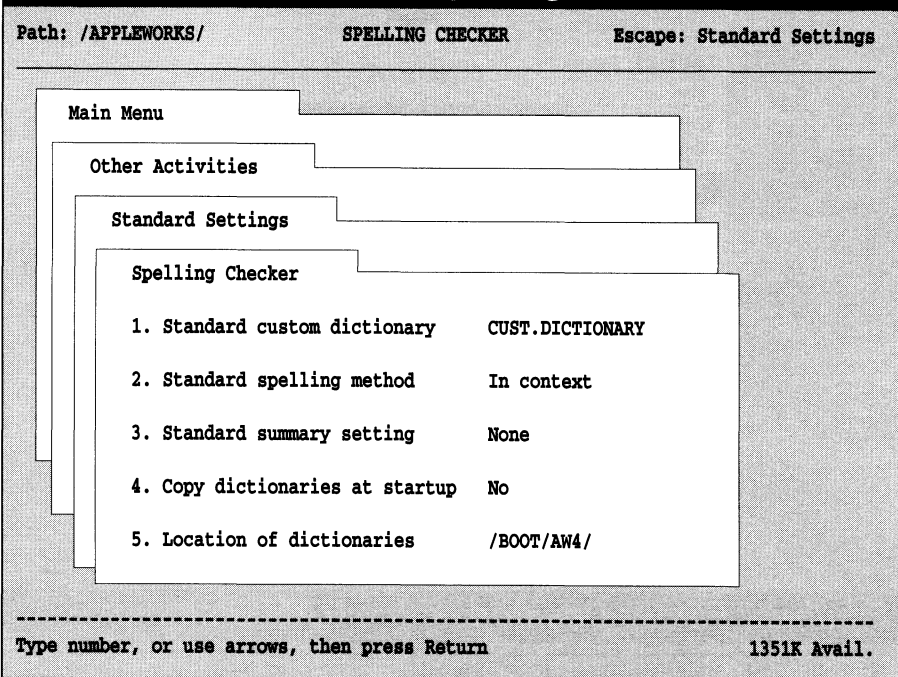 Path: /APPLEWORKS/ SPELLING CHECKER Escape: Standard Settings
Main Menu
Other Activities
Standard Settings
Spelling Checker
1. Standard custom dictionary CUST.DICTIONARY
2. Standard spelling method In context
3. Standard summary setting None
4. Copy dictionaries at startup No
5. Location of dictionaries /BOOT/AW4/
Type number, or use arrows, then press Return 1351K Avail.